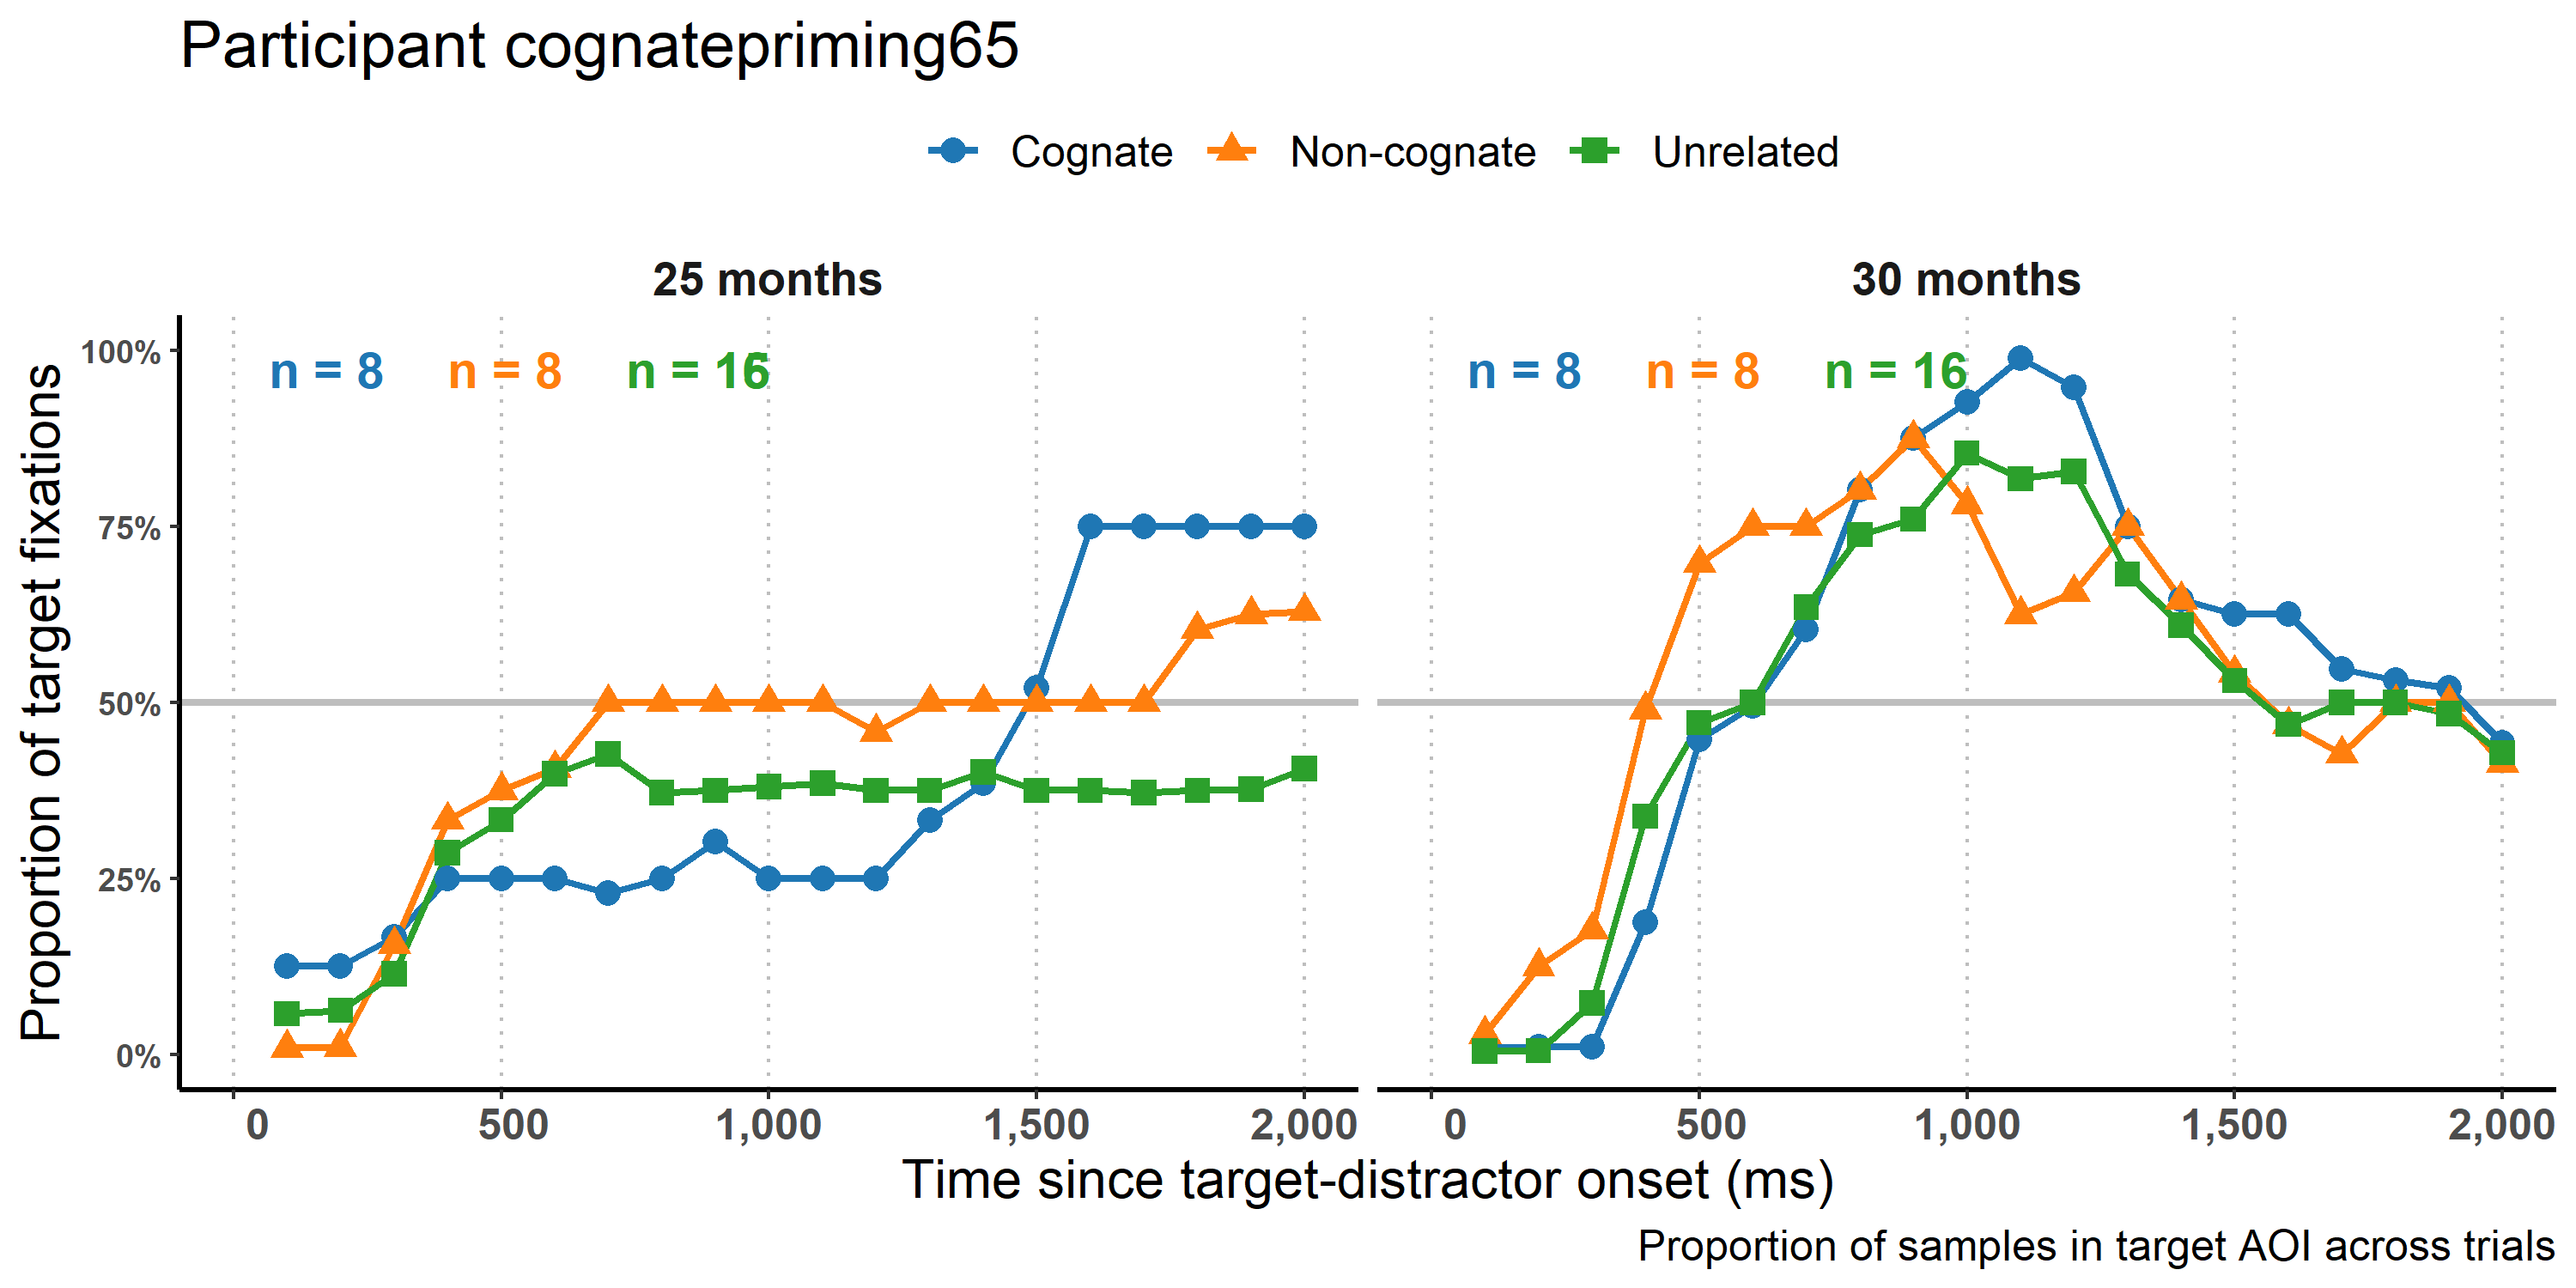 Participant cognatepriming65
Cognate Non-cognate Unrelated
25 months
30 months
n = 8 n = 8 n =
n = 8 n = 8 n = 16
100%
75%
50%
25%
0%
Proportion of target fixations
0 500 1,000 1,500 2,000
0 500 1,000 1,500 2,000
Time since target-distractor onset (ms)
Proportion of samples in target AOI across trials